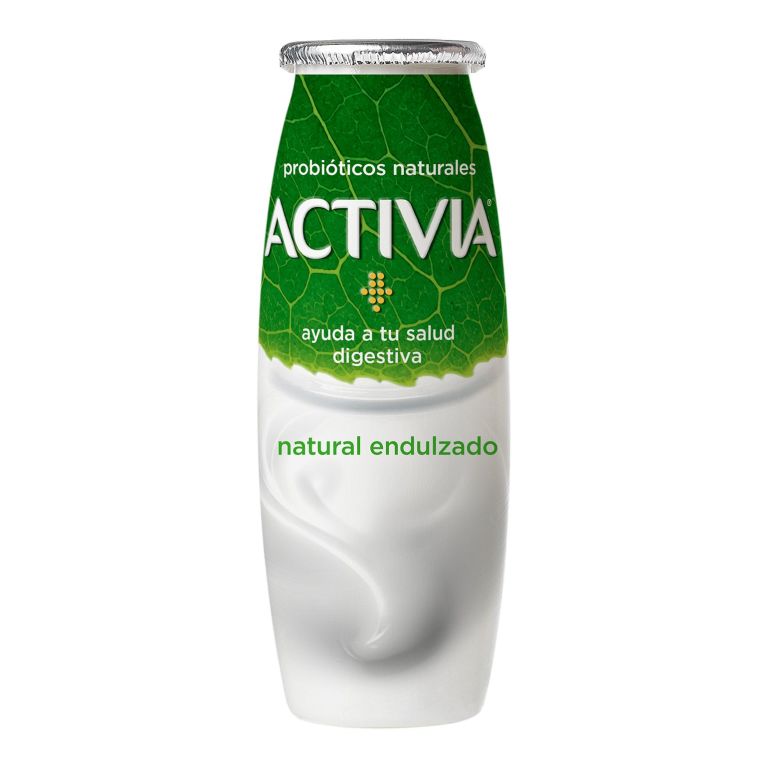 probióticos naturales
ACTIVIA®
ayuda a tu salud
digestiva
natural endulzado